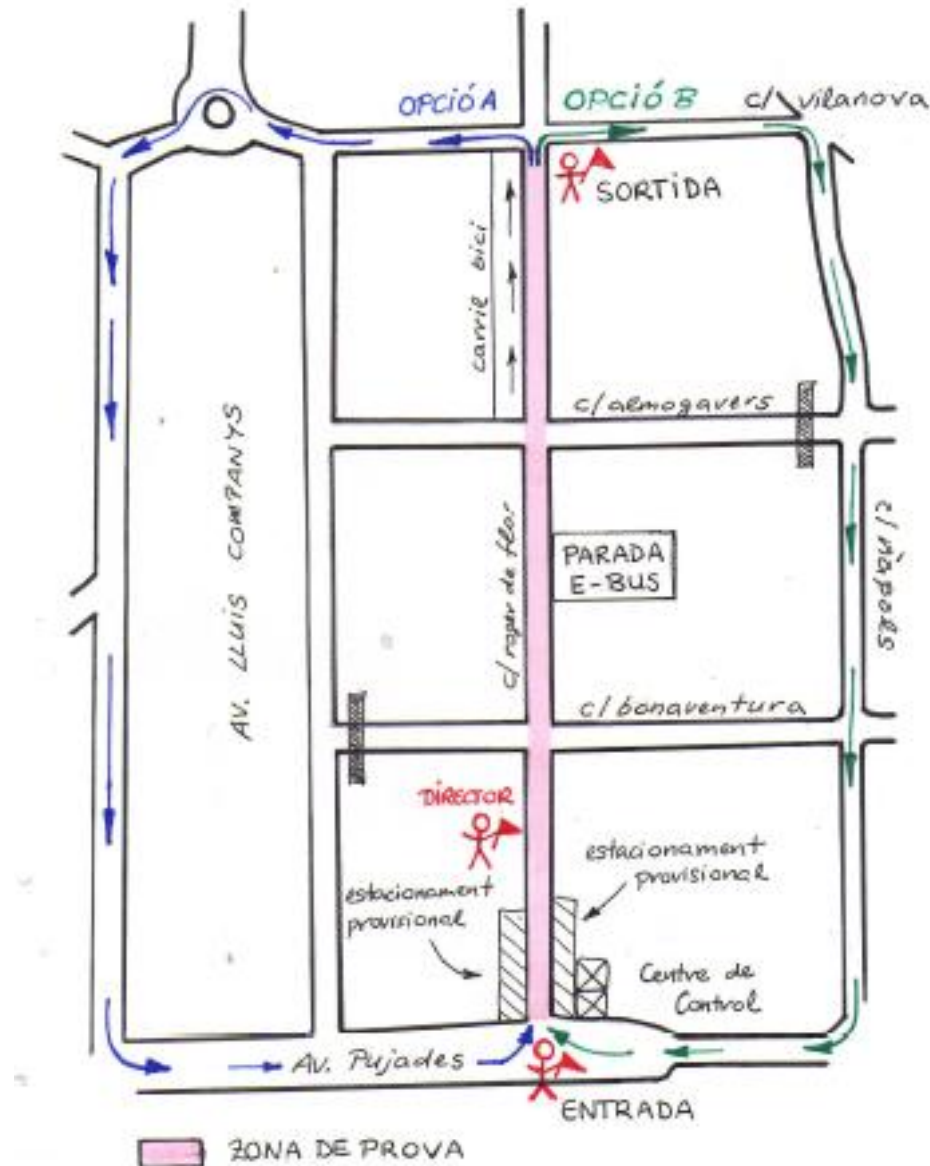 OPCIÓ A
OPCIÓ B
c/ vilanova
SORTIDA
carril bici
c/ almogavers
AV. LLUIS COMPANYS
c/ roger de flor
PARADA
E-BUS
c/ nàpols
c/ bonaventura
DIRECTOR
estacionament
provisional
estacionament
provisional
Centre de
Control
AV. Pujades
ENTRADA
ZONA DE PROVA